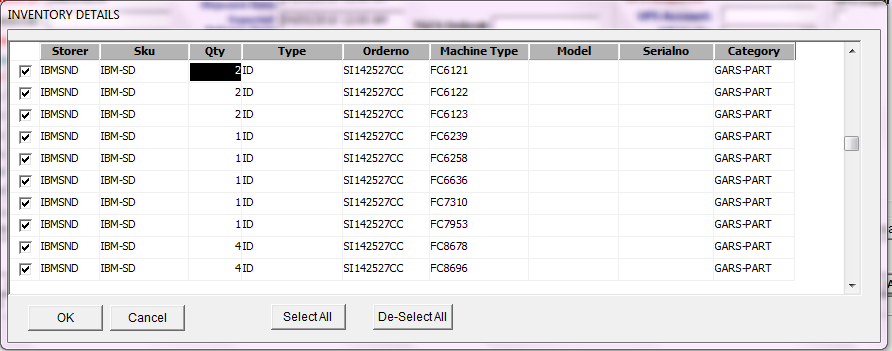 INVENTORY DETAILS
Storer Sku Qty Type Orderno Machine Type Model Serialno Category
IBMSND IBM-SD 2 ID SI142527CC FC6121 GARS-PART
IBMSND IBM-SD 2 ID SI142527CC FC6122 GARS-PART
IBMSND IBM-SD 2 ID SI142527CC FC6123 GARS-PART
IBMSND IBM-SD 1 ID SI142527CC FC6239 GARS-PART
IBMSND IBM-SD 1 ID SI142527CC FC6258 GARS-PART
IBMSND IBM-SD 1 ID SI142527CC FC6636 GARS-PART
IBMSND IBM-SD 1 ID SI142527CC FC7310 GARS-PART
IBMSND IBM-SD 1 ID SI142527CC FC7953 GARS-PART
IBMSND IBM-SD 4 ID SI142527CC FC8678 GARS-PART
IBMSND IBM-SD 4 ID SI142527CC FC8696 GARS-PART
OK Cancel Select All De-Select All